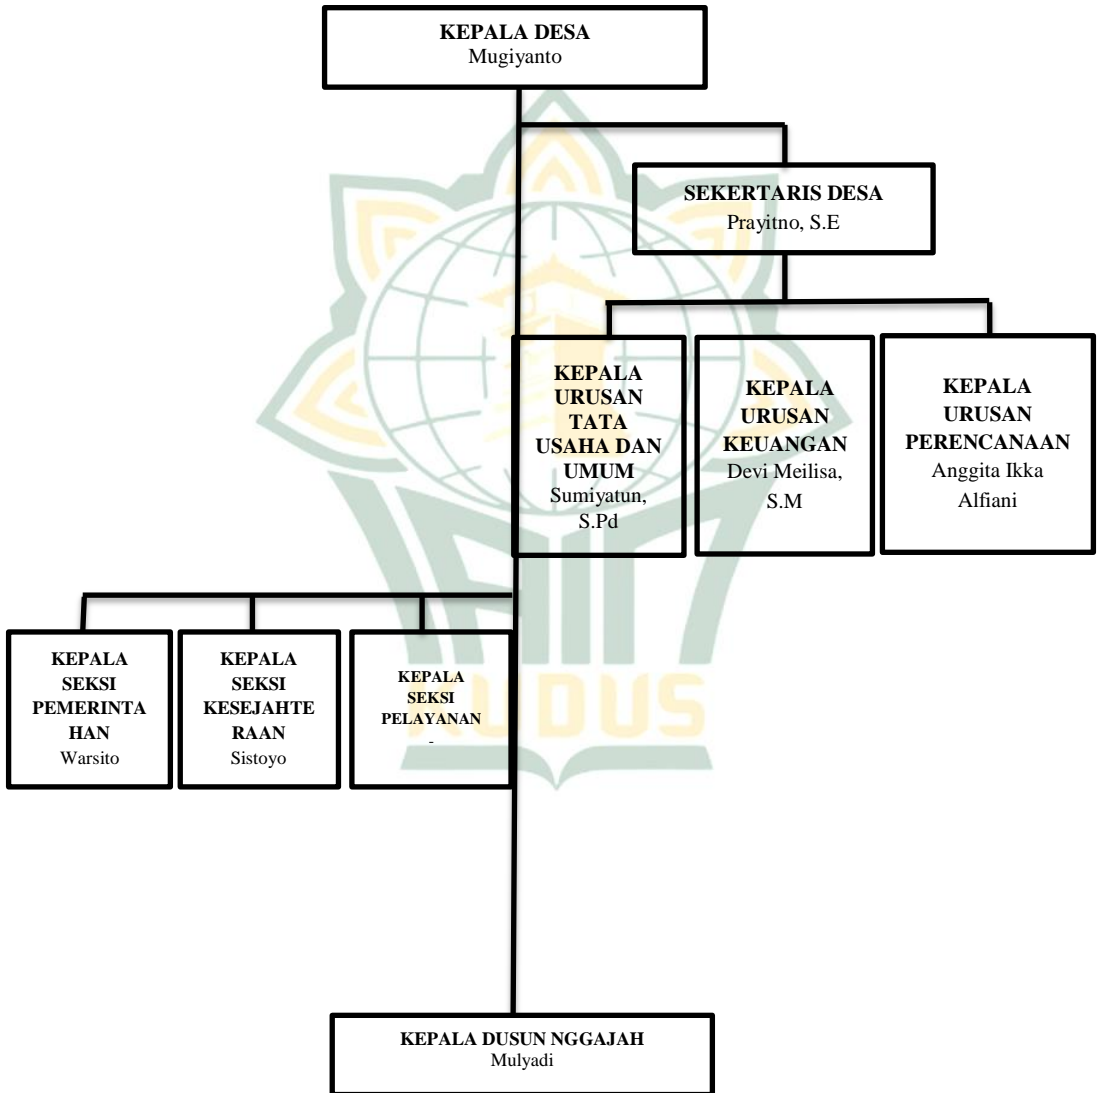 KEPALA DESA
Mugiyanto
SEKERTARIS DESA
Prayitno, S.E
KEPALA
URUSAN
TATA
USAHA DAN
UMUM
Sumiyatun,
S.Pd
KEPALA
URUSAN
KEUANGAN
Devi Meilisa,
S.M
KEPALA
URUSAN
PERENCANAAN
Anggita Ikka
Alfiani
KEPALA
SEKSI
PEMERINTA
HAN
Warsito
KEPALA
SEKSI
KESEJAHTE
RAAN
Sistoyo
KEPALA
SEKSI
PELAYANAN
-
KUDUS
KEPALA DUSUN NGGAJAH
Mulyadi